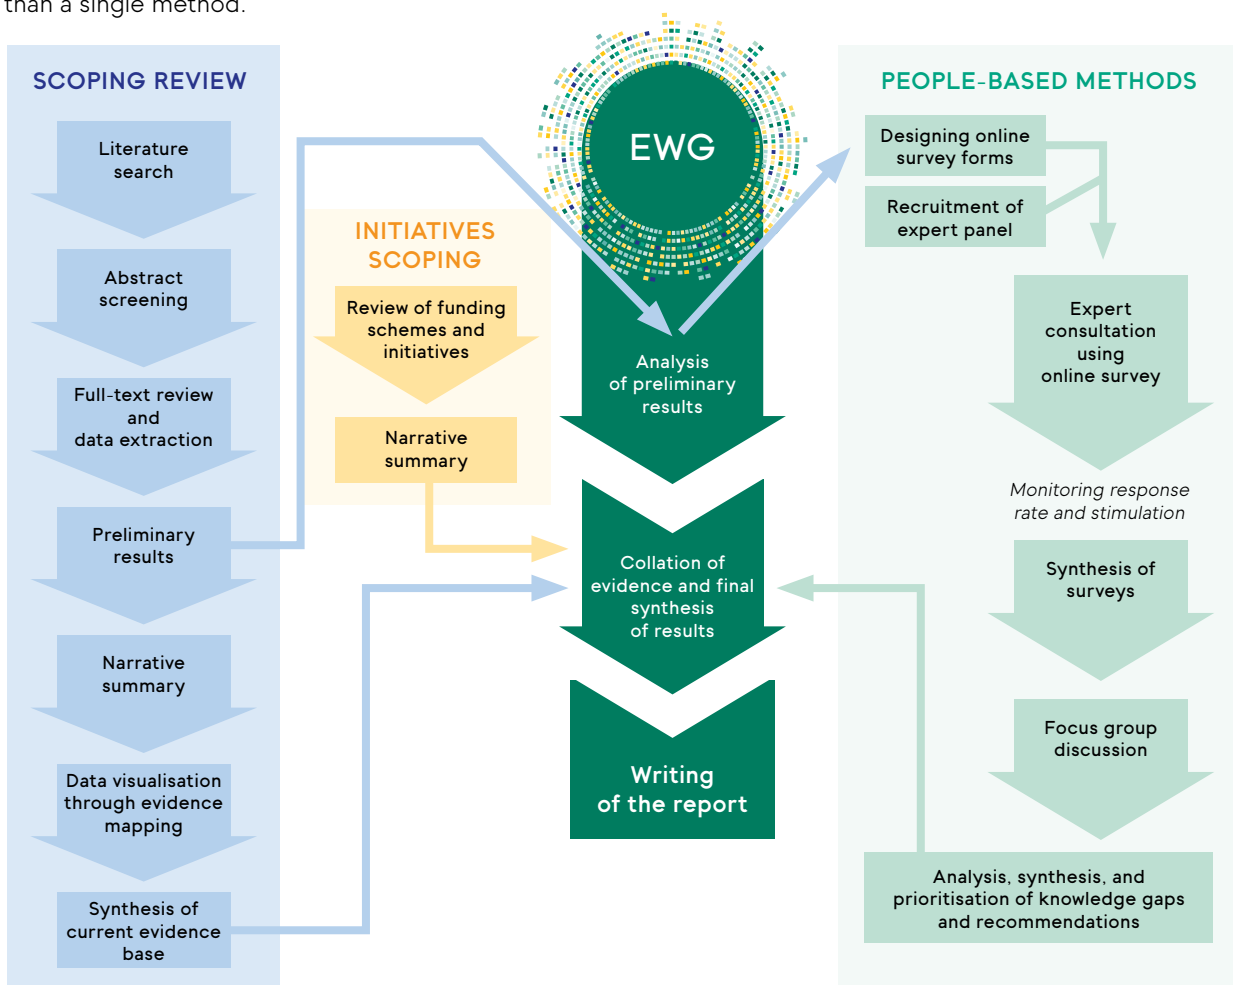 than a single method.
SCOPING REVIEW
Literature
search
Abstract
screening
Full-text review
and
data extraction
Preliminary
results
Narrative
summary
Data visualisation
through evidence
mapping
Synthesis of
current evidence
base
INITIATIVES
SCOPING
Review of funding
schemes and
initiatives
Narrative
summary
EWG
Analysis
of preliminary
results
Collation of
evidence and final
synthesis
of results
Writing
of the report
PEOPLE-BASED METHODS
Designing online
survey forms
Recruitment of
expert panel
Expert
consultation
using
online survey
Monitoring response
rate and stimulation
Synthesis of
surveys
Focus group
discussion
Analysis, synthesis, and
prioritisation of knowledge gaps
and recommendations